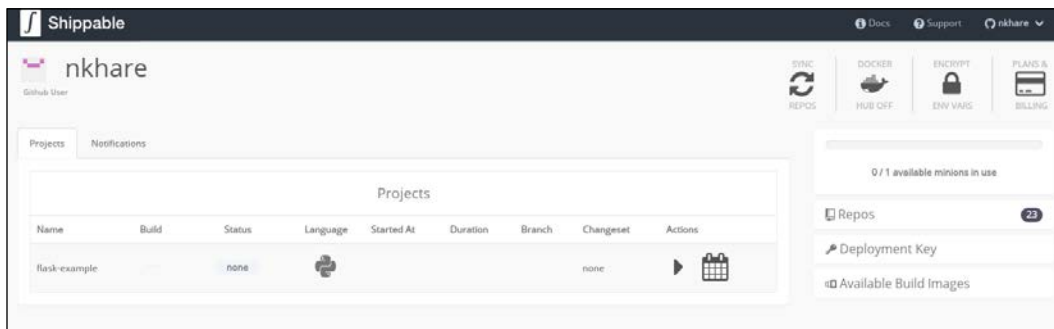 Shippable
Docs Support nkhare
nkhare
Github User
SYNC REPOS
DOCKER HUB OFF
ENCRYPT ENV VARS
PLANS & BILLING
Projects Notifications
0 / 1 available minions in use
Projects
Repos 23
Name Build Status Language Started At Duration Branch Changeset Actions
Deployment Key
flask-example none none
Available Build Images